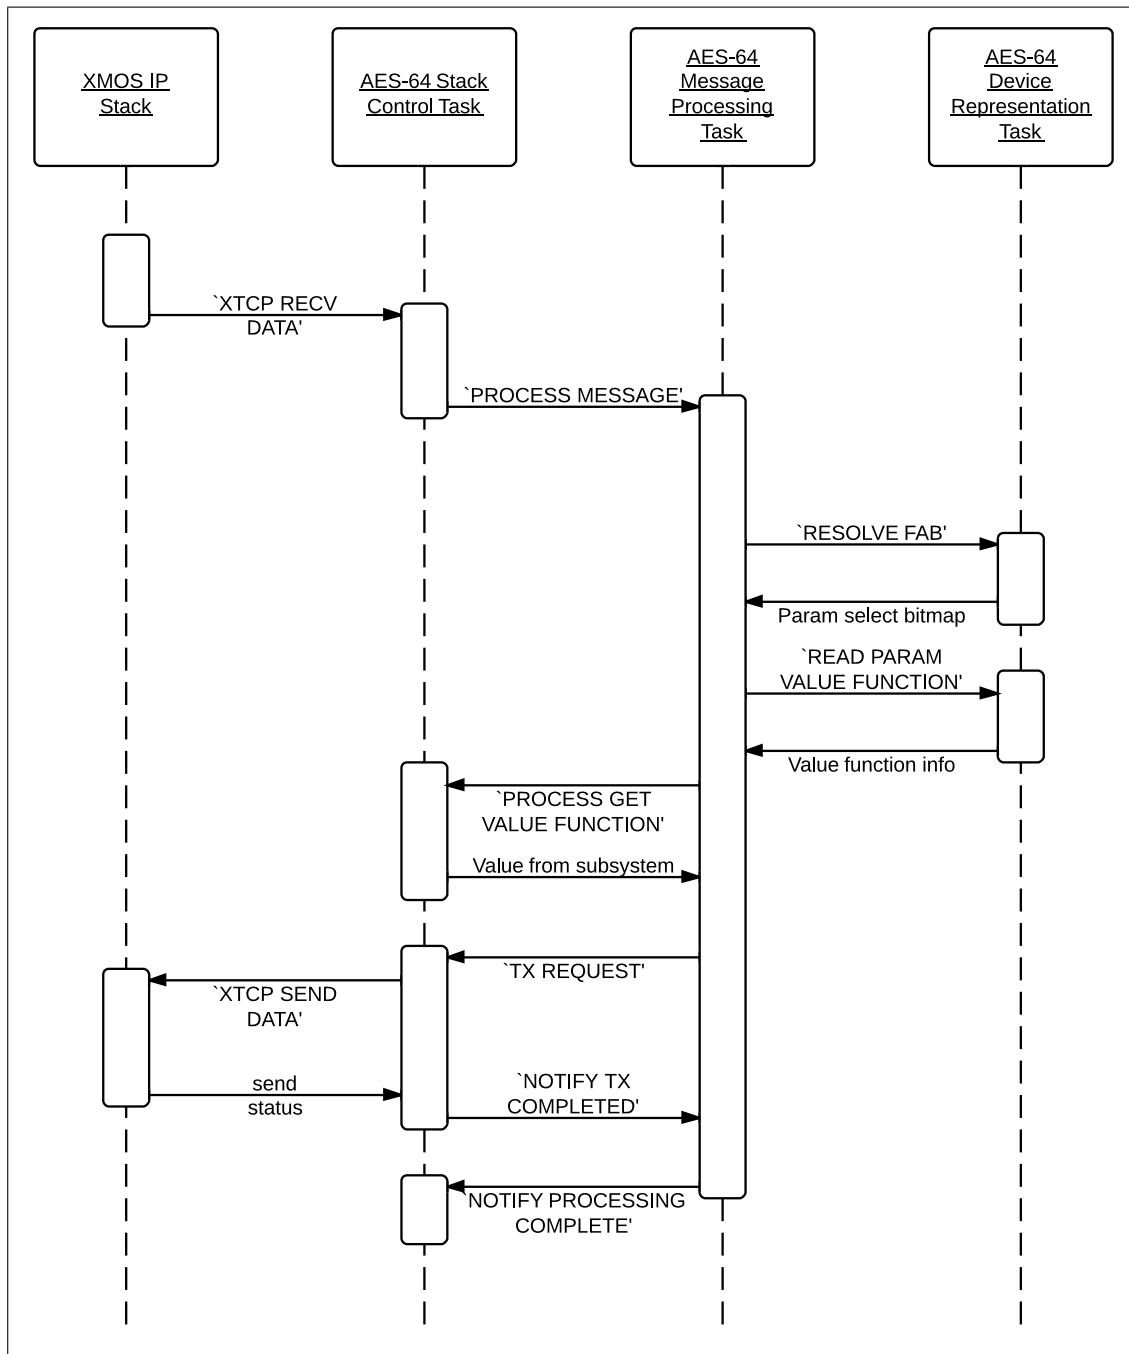 XMOS IP
Stack
AES-64 Stack
Control Task
AES-64
Message
Processing
Task
AES-64
Device
Representation
Task
`XTCP RECV
DATA'
`PROCESS MESSAGE'
`RESOLVE FAB'
Param select bitmap
`READ PARAM
VALUE FUNCTION'
Value function info
`PROCESS GET
VALUE FUNCTION'
Value from subsystem
`TX REQUEST'
`XTCP SEND
DATA'
send
status
`NOTIFY TX
COMPLETED'
`NOTIFY PROCESSING
COMPLETE'